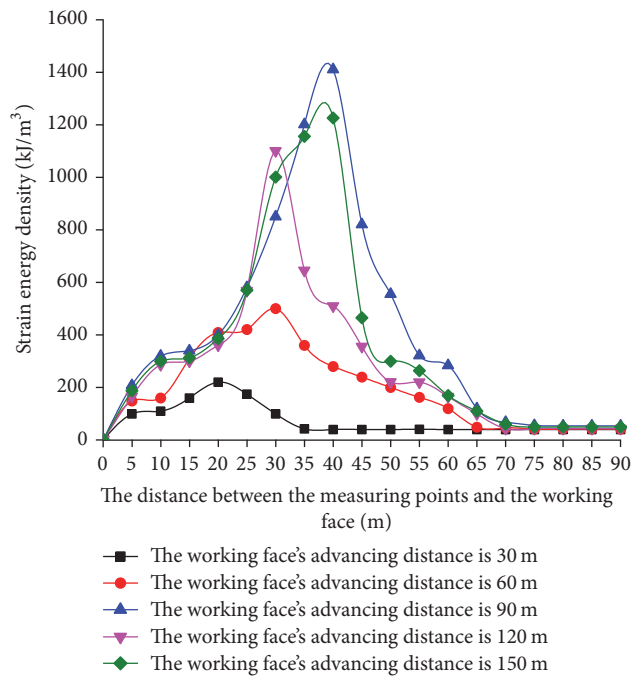 1600
1400
1200
1000
800
600
400
200
0
Strain energy density (kJ/m³)
0 5 10 15 20 25 30 35 40 45 50 55 60 65 70 75 80 85 90
The distance between the measuring points and the working
face (m)
The working face's advancing distance is 30 m
The working face's advancing distance is 60 m
The working face's advancing distance is 90 m
The working face's advancing distance is 120 m
The working face's advancing distance is 150 m